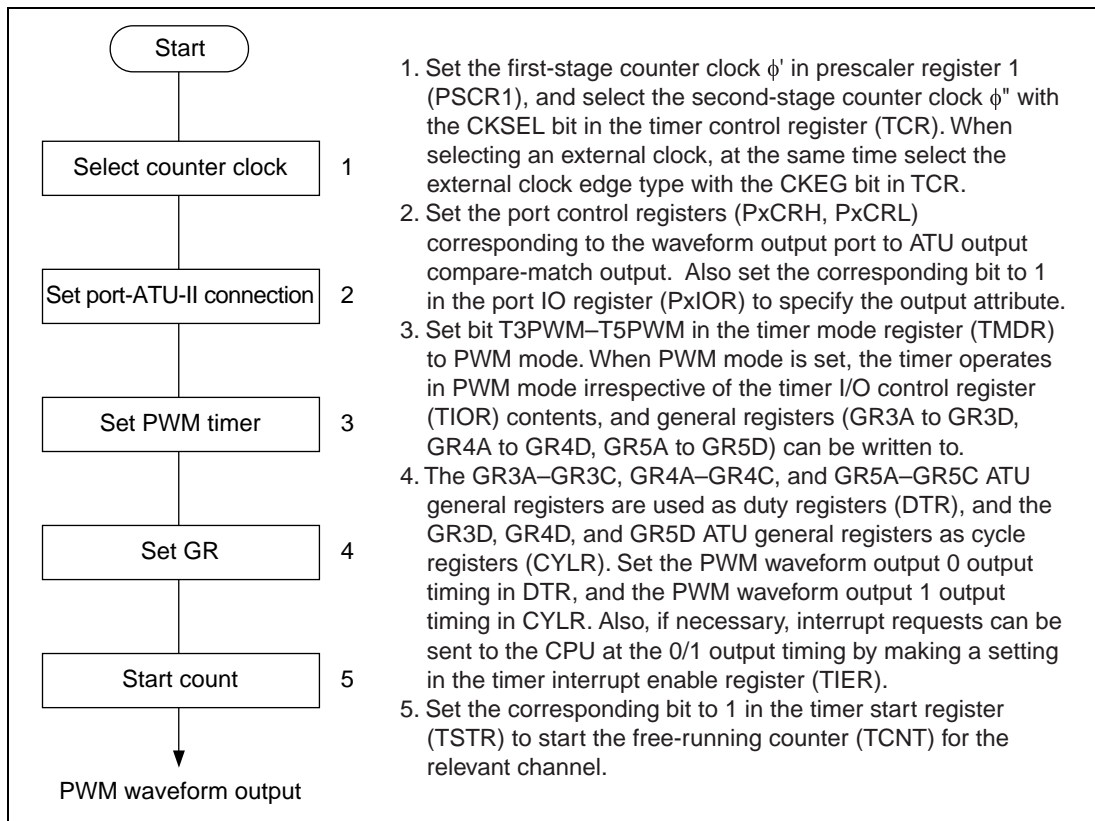 Start
Select counter clock
1
Set port-ATU-II connection
2
Set PWM timer
3
Set GR
4
Start count
5
PWM waveform output
1. Set the first-stage counter clock ϕ' in prescaler register 1
(PSCR1), and select the second-stage counter clock ϕ" with
the CKSEL bit in the timer control register (TCR). When
selecting an external clock, at the same time select the
external clock edge type with the CKEG bit in TCR.
2. Set the port control registers (PxCRH, PxCRL)
corresponding to the waveform output port to ATU output
compare-match output.  Also set the corresponding bit to 1
in the port IO register (PxIOR) to specify the output attribute.
3. Set bit T3PWM–T5PWM in the timer mode register (TMDR)
to PWM mode. When PWM mode is set, the timer operates
in PWM mode irrespective of the timer I/O control register
(TIOR) contents, and general registers (GR3A to GR3D,
GR4A to GR4D, GR5A to GR5D) can be written to.
4. The GR3A–GR3C, GR4A–GR4C, and GR5A–GR5C ATU
general registers are used as duty registers (DTR), and the
GR3D, GR4D, and GR5D ATU general registers as cycle
registers (CYLR). Set the PWM waveform output 0 output
timing in DTR, and the PWM waveform output 1 output
timing in CYLR. Also, if necessary, interrupt requests can be
sent to the CPU at the 0/1 output timing by making a setting
in the timer interrupt enable register (TIER).
5. Set the corresponding bit to 1 in the timer start register
(TSTR) to start the free-running counter (TCNT) for the
relevant channel.